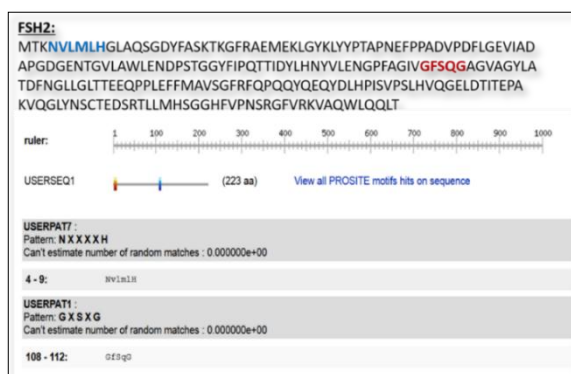 FSH2:
MTKNVLMLHGLAQSGDYFASKTKGFRAEMEKLGYKLYYPTAPNEFPPADVPDFLGEVIAD
APGDGENTGVLAWLENDPSTGGYFIPQTTIDYLHNYVLENGPFAGIVGFSQGAGVAGYLA
TDFNGLLGLTTEEQPPLEFFMAVSGFRFQPQQYQEQYDLHPISVPSLHVQGELDTITEPA
KVQGLYNSCTEDSRTLLMHSGGHFVPNSRGFVRKVAQWLQQLT
ruler:
1 100 200 300 400 500 600 700 800 900 1000
USERSEQ1 (223 aa) View all PROSITE motifs hits on sequence
USERPAT7 :
Pattern: N X X X X H
Can't estimate number of random matches : 0.000000e+00
4 - 9: NvlmlH
USERPAT1 :
Pattern: G X S X G
Can't estimate number of random matches : 0.000000e+00
108 - 112: GfSqG